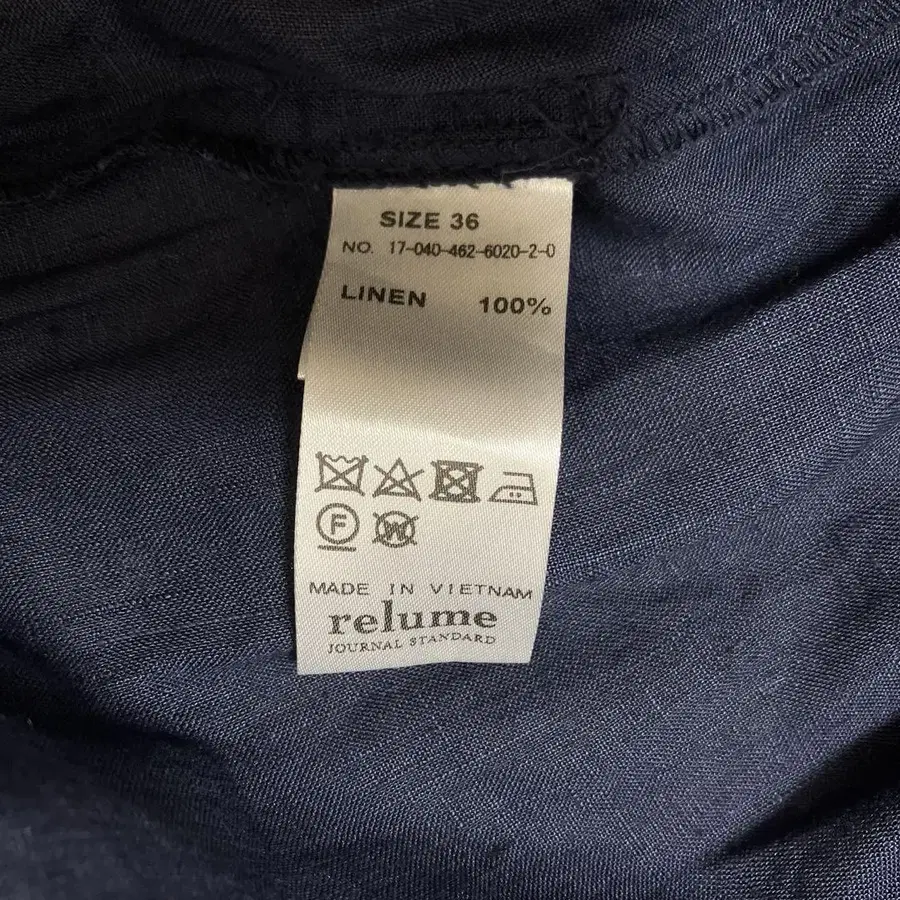 SIZE 36
NO. 17-040-462-6020-2-0
LINEN 100%
F W
MADE IN VIETNAM
relume
JOURNAL STANDARD